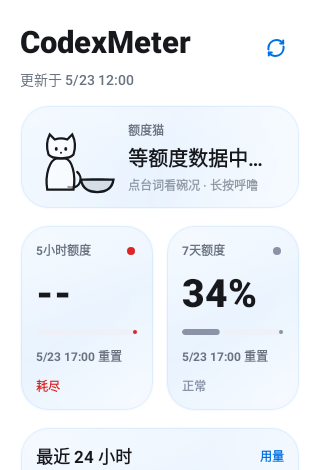 CodexMeter
更新于 5/23 12:00
额度猫
等额度数据中...
点台词看碗况 · 长按呼噜
5小时额度
7天额度
--
34%
5/23 17:00 重置
5/23 17:00 重置
耗尽
正常
最近 24 小时
用量